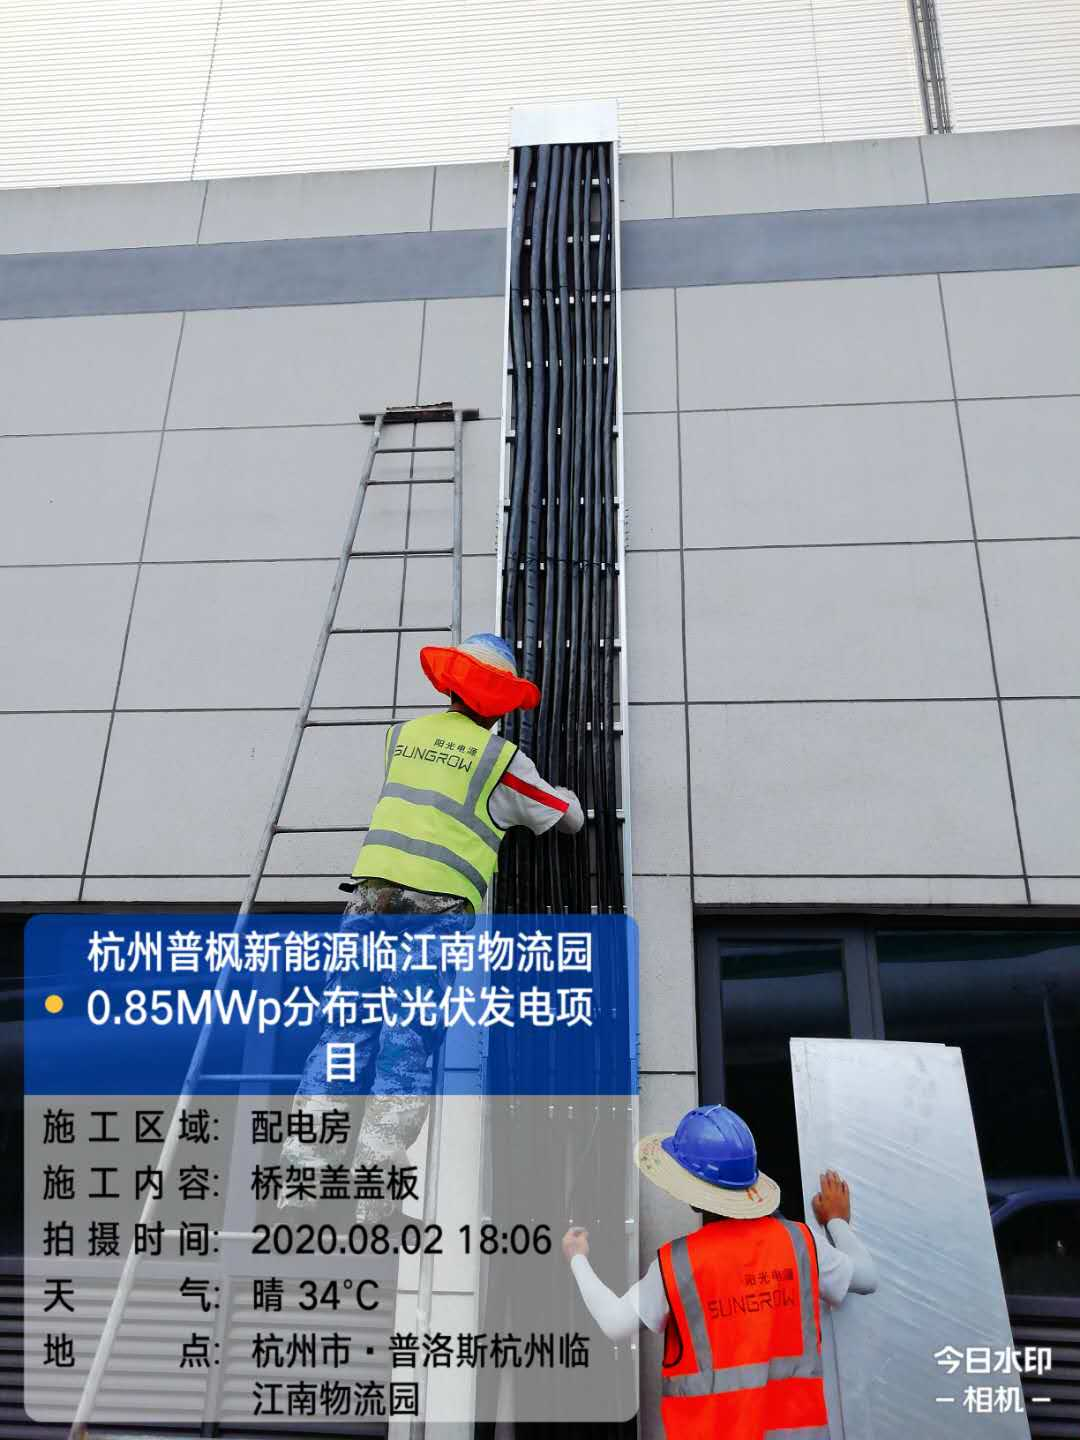 阳光电源
SUNGROW
杭州普枫新能源临江南物流园
0.85MWp分布式光伏发电项
目
施工区域: 配电房
施工内容: 桥架盖盖板
拍摄时间: 2020.08.02 18:06
天气: 晴 34°C
地点: 杭州市·普洛斯杭州临
江南物流园
阳光电源
SUNGROW
今日水印
-相机-